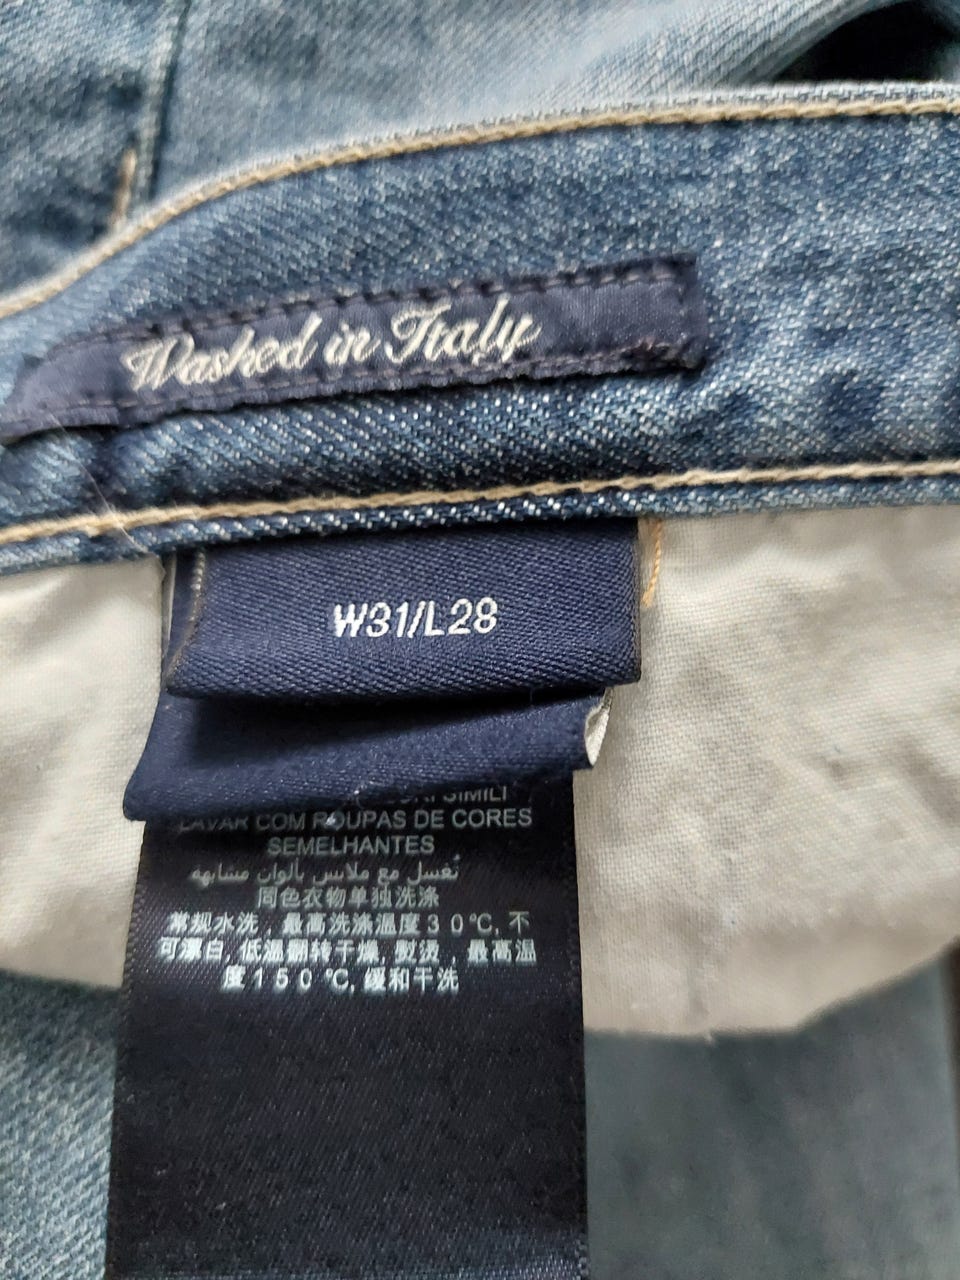 Washed in Italy
W31/L28
SIMILI
LAVAR COM ROUPAS DE CORES
SEMELHANTES
تُغسل مع ملابس بألوان مشابهة
同色衣物单独洗涤
常规水洗，最高洗涤温度30℃, 不
可漂白, 低温翻转干燥, 熨烫，最高温
度150℃, 缓和干洗